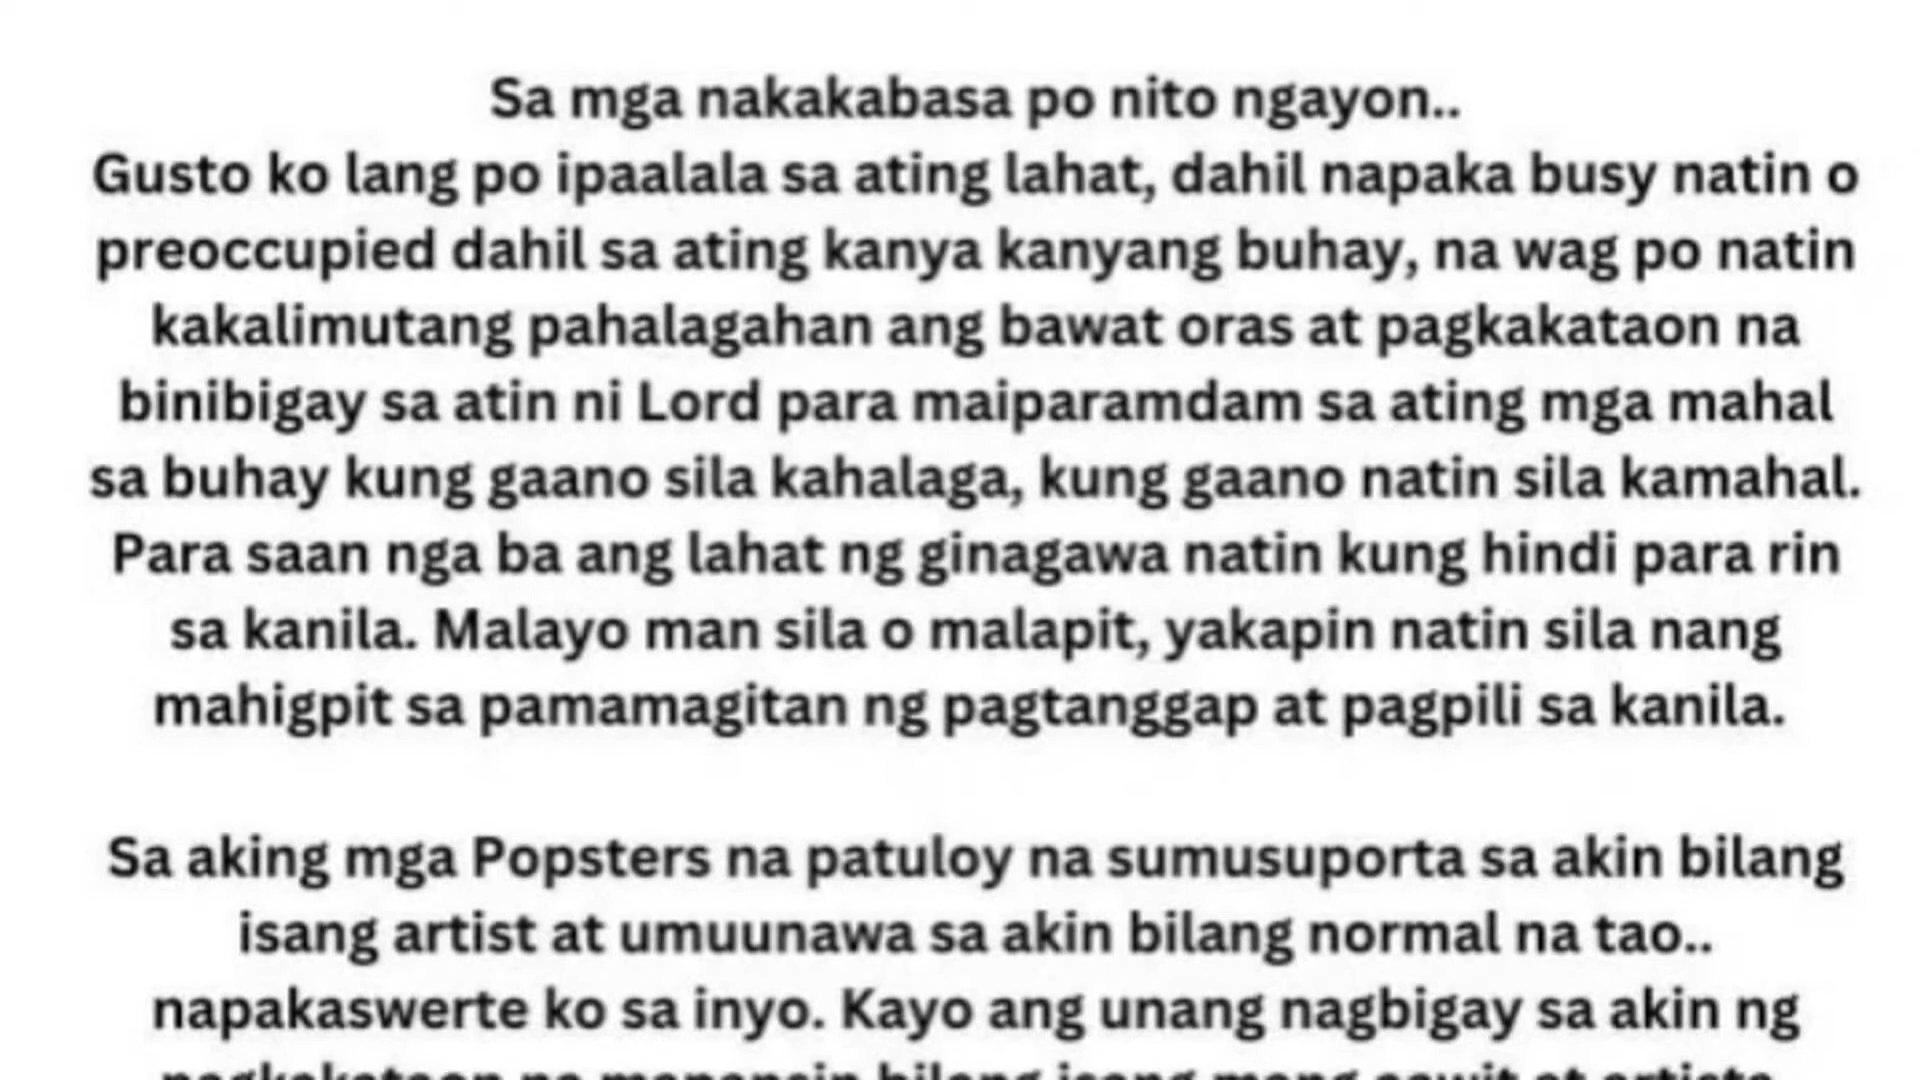 Sa mga nakakabasa po nito ngayon..
Gusto ko lang po ipaalala sa ating lahat, dahil napaka busy natin o
preoccupied dahil sa ating kanya kanyang buhay, na wag po natin
kakalimutang pahalagahan ang bawat oras at pagkakataon na
binibigay sa atin ni Lord para maiparamdam sa ating mga mahal
sa buhay kung gaano sila kahalaga, kung gaano natin sila kamahal.
Para saan nga ba ang lahat ng ginagawa natin kung hindi para rin
sa kanila. Malayo man sila o malapit, yakapin natin sila nang
mahigpit sa pamamagitan ng pagtanggap at pagpili sa kanila.
Sa aking mga Popsters na patuloy na sumusuporta sa akin bilang
isang artist at umuunawa sa akin bilang normal na tao..
napakaswerte ko sa inyo. Kayo ang unang nagbigay sa akin ng